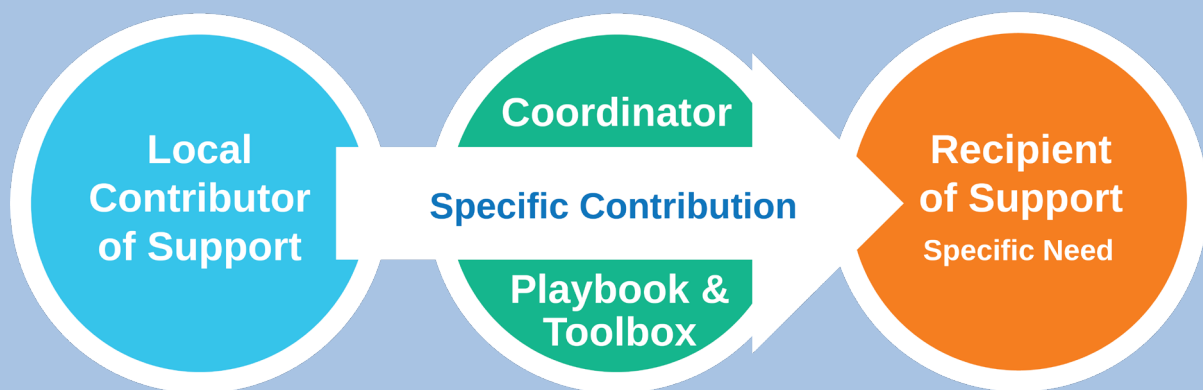 Local
Contributor
of Support
Coordinator
Specific Contribution
Playbook &
Toolbox
Recipient
of Support
Specific Need